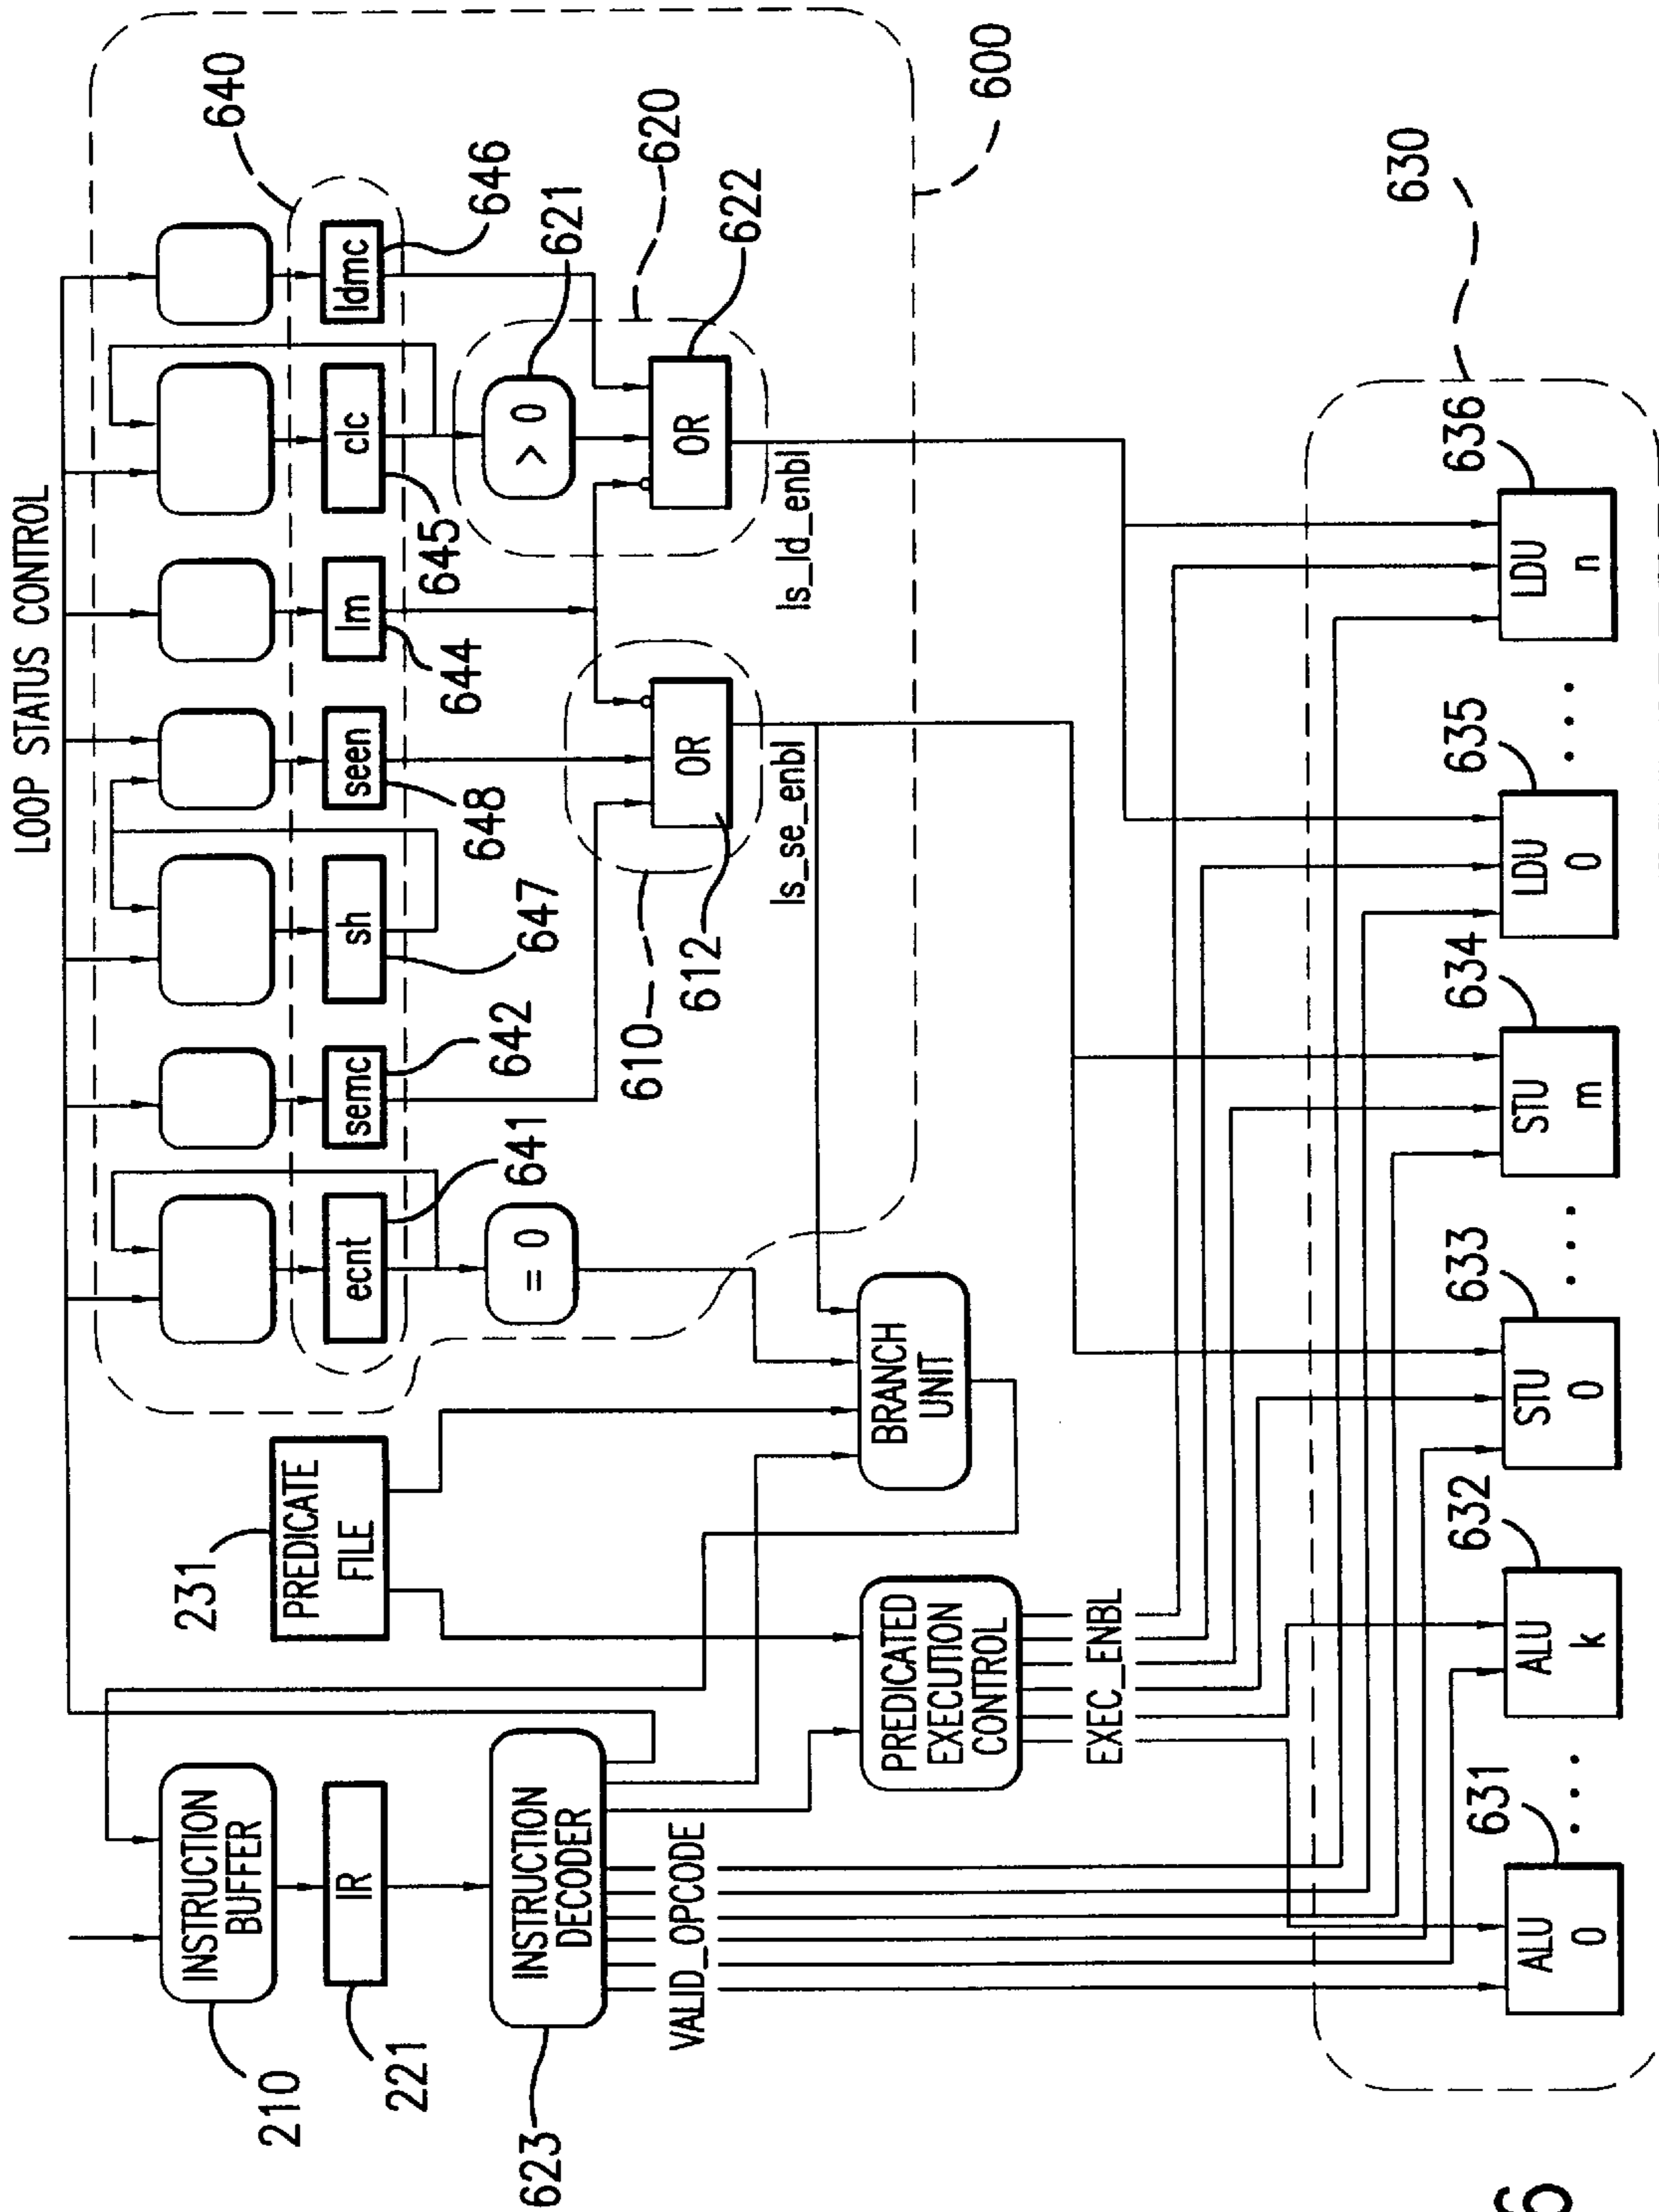 LOOP STATUS CONTROL
640
ldmc
646
clc
645
lm
644
seen
648
sh
647
semc
642
ecnt
641
> 0
621
620
OR
622
ls_ld_enbl
600
OR
612
610
ls_se_enbl
= 0
PREDICATE
FILE
231
INSTRUCTION
BUFFER
210
IR
221
INSTRUCTION
DECODER
623
VALID_OPCODE
PREDICATED
EXECUTION
CONTROL
EXEC_ENBL
BRANCH
UNIT
630
ALU
0
631
• • •
ALU
k
632
STU
0
633
• • •
STU
m
634
LDU
0
635
• • •
LDU
n
636
6